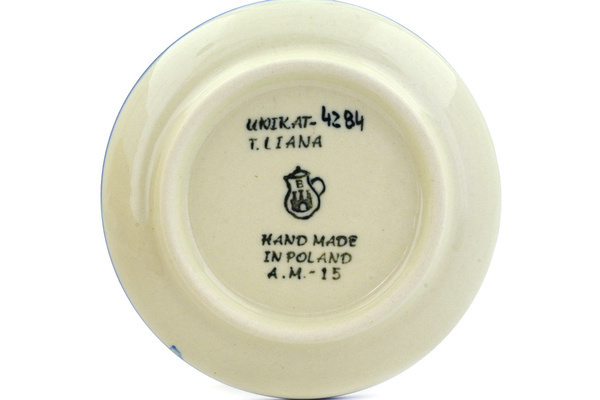 UNIKAT-4284
T.LIANA
B
HAND MADE
IN POLAND
A.M.-15